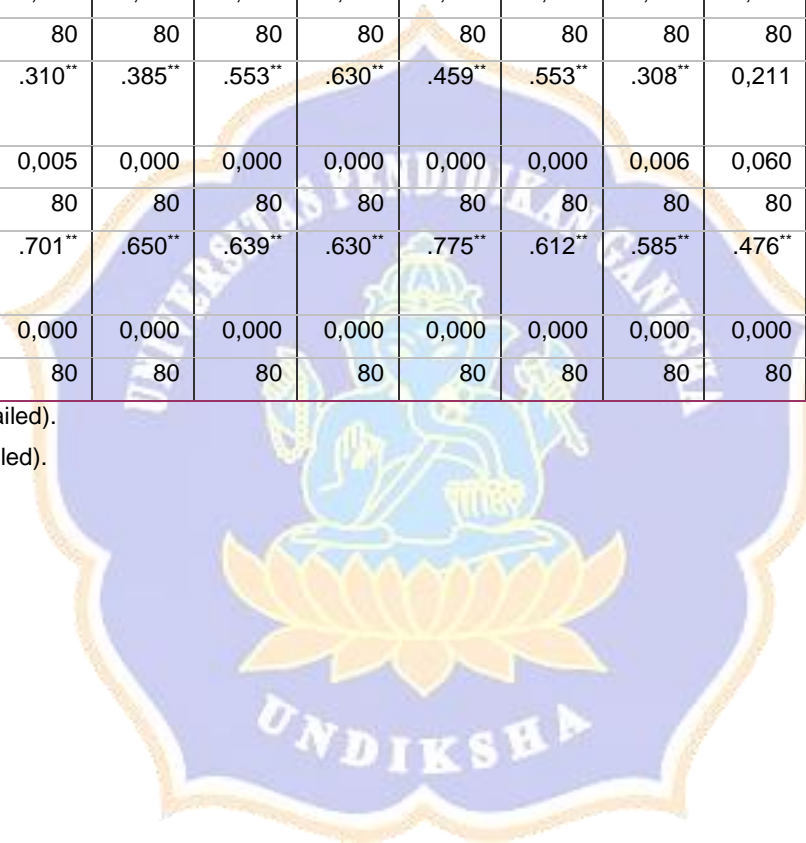 80 80 80 80 80 80 80 80
.310** .385** .553** .630** .459** .553** .308** 0,211
0,005 0,000 0,000 0,000 0,000 0,000 0,006 0,060
80 80 80 80 80 80 80 80
.701** .650** .639** .630** .775** .612** .585** .476**
0,000 0,000 0,000 0,000 0,000 0,000 0,000 0,000
80 80 80 80 80 80 80 80
ailed).
led).
UNIVERSITAS PENDIDIKAN GANESHA
UNDIKSHA